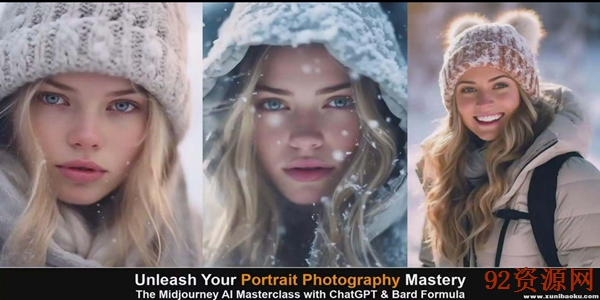 Unleash Your Portrait Photography Mastery
The Midjourney AI Masterclass with ChatGPT & Bard Formula
92资源网
www.xunibaoku.com